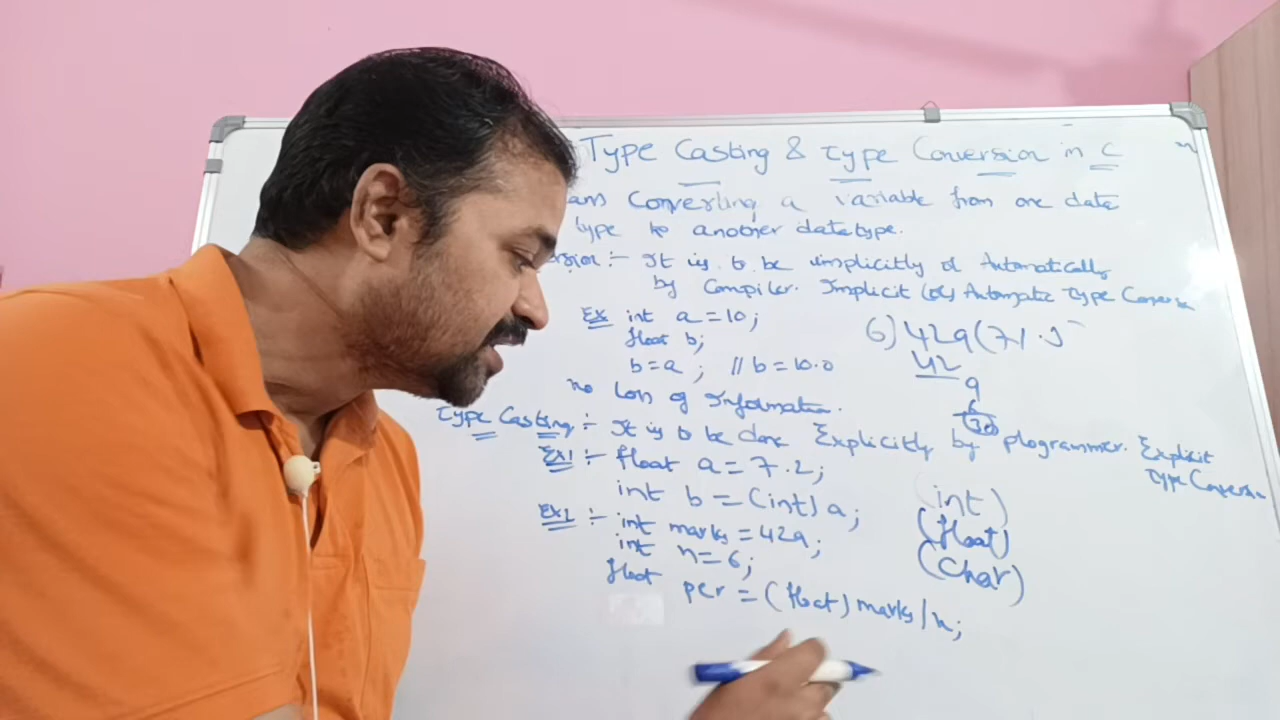 Type Casting & Type Conversion in C
Converting a variable from one data
type to another datatype.
:- It is to be implicitly or Automatically
by Compiler. Implicit (or) Automatic Type Conversn
Ex int a=10;
float b;
b=a; // b=10.0
no Loss of Information.
6)429(71.5
42
9
6
30
Type Casting :- It is to be done Explicitly by programmer. Explicit
Type Conversion
Ex1 :- float a=7.2;
int b=(int)a;
Ex2 :- int marks=429;
int n=6;
float per=(float)marks/n;
(int)
(float)
(char)